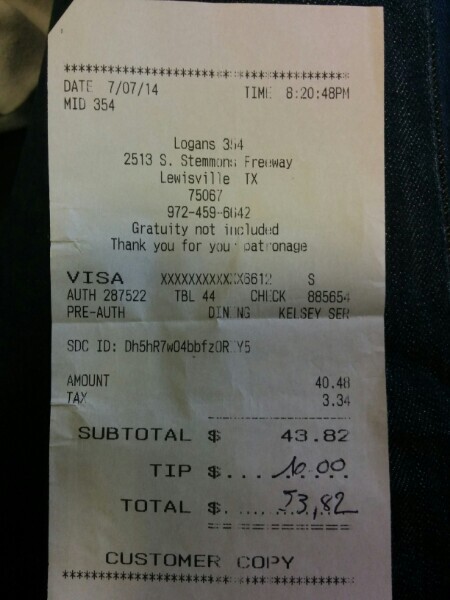 ************************************
DATE 7/07/14 TIME 8:20:48PM
MID 354
Logans 354
2513 S. Stemmons Freeway
Lewisville TX
75067
972-459-6642
Gratuity not included
Thank you for your patronage
VISA XXXXXXXXXXXX6612 S
AUTH 287522 TBL 44 CHECK 885654
PRE-AUTH DINING KELSEY SER
SDC ID:
AMOUNT 40.48
TAX 3.34
SUBTOTAL $ 43.82
TIP $.... 10.00
TOTAL $..... 53,82
CUSTOMER COPY
************************************